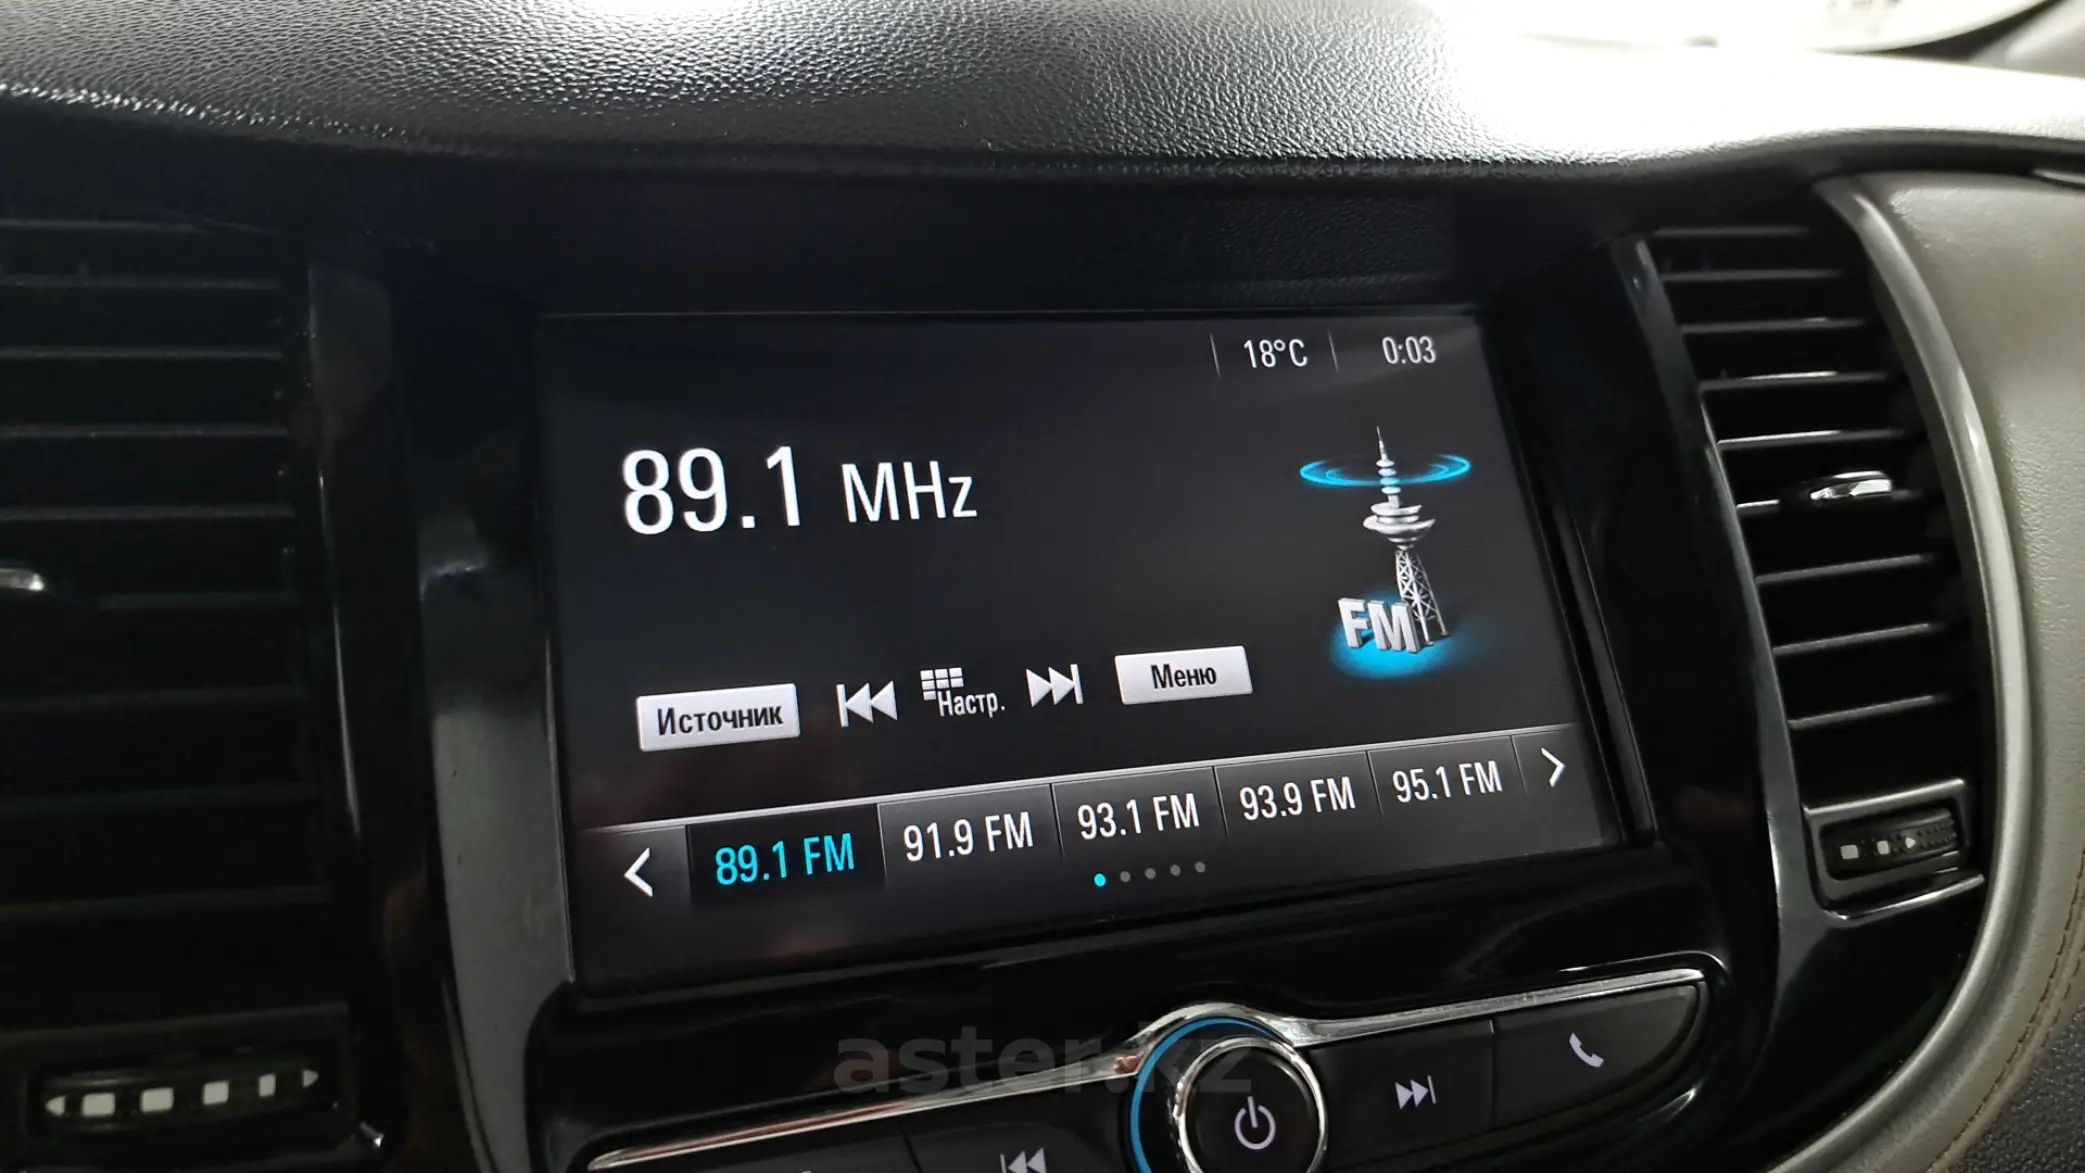 18°C 0:03
89.1 MHz
FM
Источник Настр. Меню
89.1 FM 91.9 FM 93.1 FM 93.9 FM 95.1 FM
aster.kz